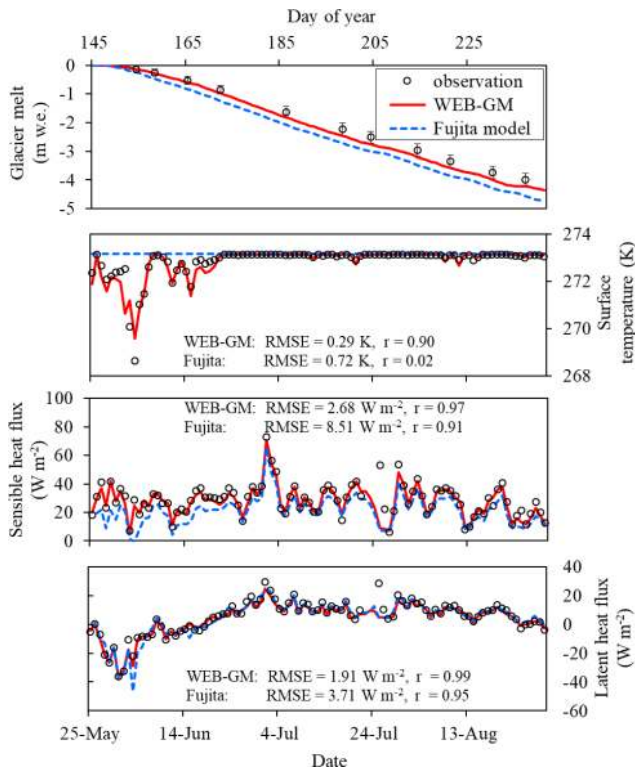 Day of year
145 165 185 205 225
0
-1
-2
-3
-4
-5
Glacier melt
(m w.e.)
observation
WEB-GM
Fujita model
274
272
270
268
Surface
temperature (K)
WEB-GM: RMSE = 0.29 K, r = 0.90
Fujita: RMSE = 0.72 K, r = 0.02
100
80
60
40
20
0
Sensible heat flux
(W m⁻²)
WEB-GM: RMSE = 2.68 W m⁻², r = 0.97
Fujita: RMSE = 8.51 W m⁻², r = 0.91
40
20
0
-20
-40
-60
Latent heat flux
(W m⁻²)
WEB-GM: RMSE = 1.91 W m⁻², r = 0.99
Fujita: RMSE = 3.71 W m⁻², r = 0.95
25-May 14-Jun 4-Jul 24-Jul 13-Aug
Date